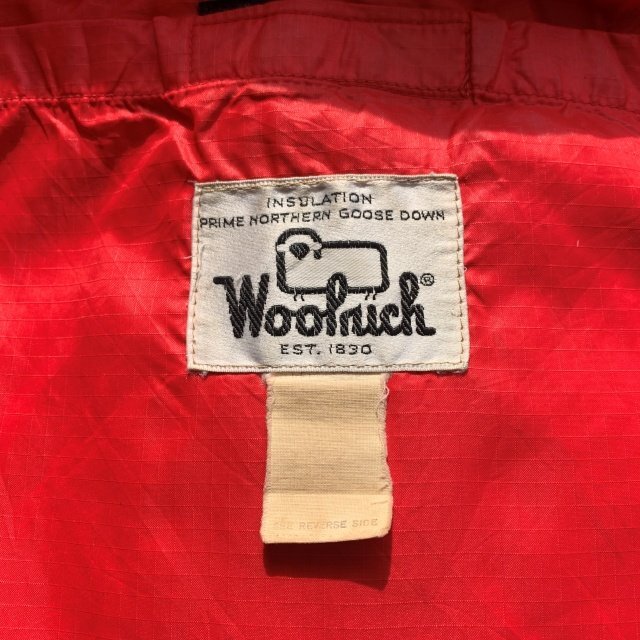 INSULATION
PRIME NORTHERN GOOSE DOWN
Woolrich®
EST. 1830
SEE REVERSE SIDE